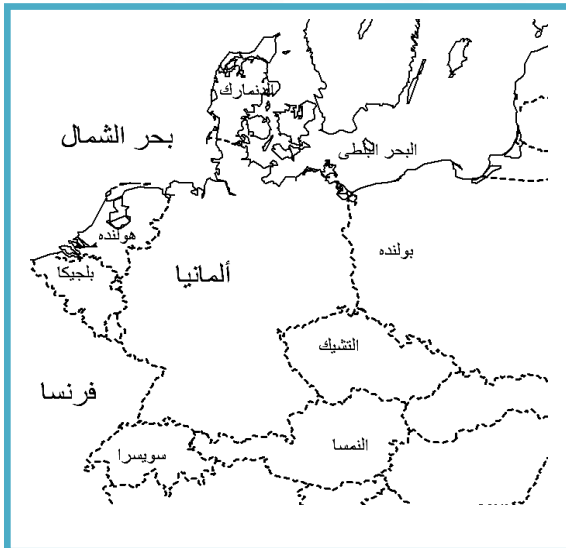 الدنمارك
بحر الشمال
البحر البلطى
هولنده
بولنده
بلجيكا
ألمانيا
التشيك
فرنسا
النمسا
سويسرا